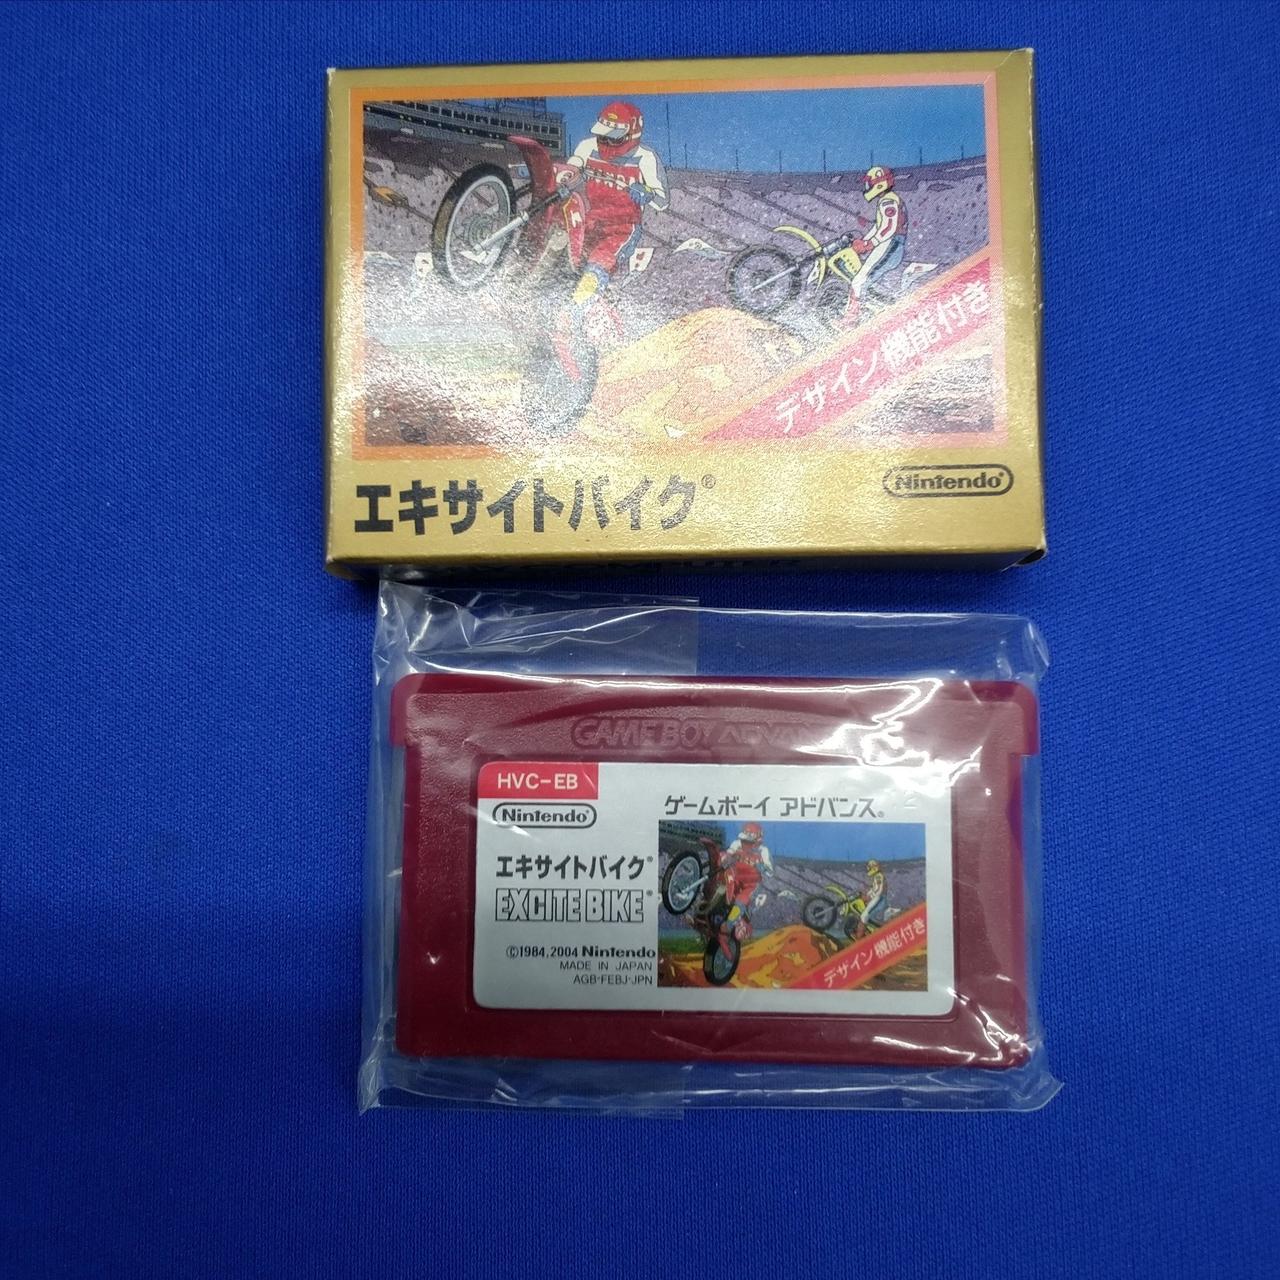 HONDA
デザイン機能付き
エキサイトバイク®
Nintendo®
GAME BOY ADVAN
HVC-EB
Nintendo®
ゲームボーイ アドバンス®
エキサイトバイク®
EXCITE BIKE®
デザイン機能付き
©1984,2004 Nintendo
MADE IN JAPAN
AGB-FEBJ-JPN